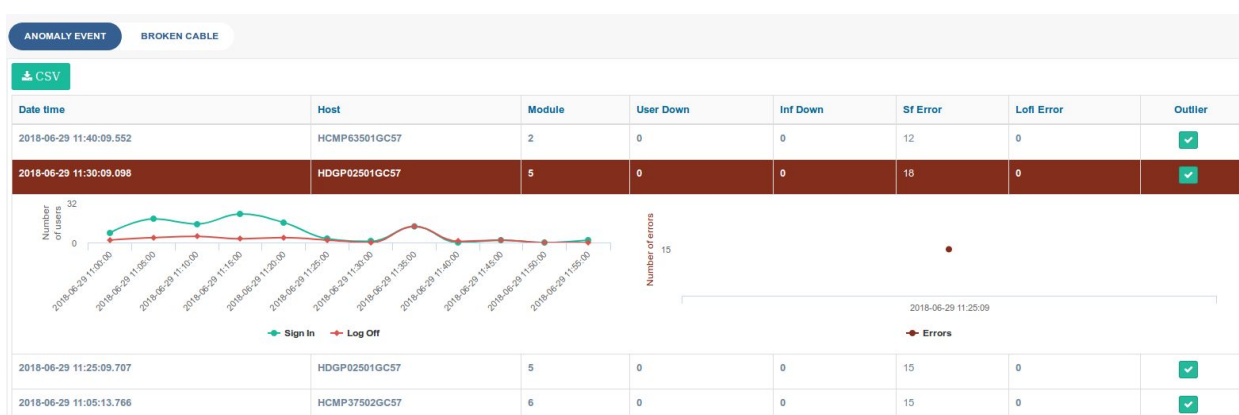 ANOMALY EVENT BROKEN CABLE
CSV
Date time Host Module User Down Inf Down Sf Error Lofi Error Outlier
2018-06-29 11:40:09.552 HCMP63501GC57 2 0 0 12 0
2018-06-29 11:30:09.098 HDGP02501GC57 5 0 0 18 0
Number
of users
32
0
2018-06-29 11:00:00
2018-06-29 11:05:00
2018-06-29 11:10:00
2018-06-29 11:15:00
2018-06-29 11:20:00
2018-06-29 11:25:00
2018-06-29 11:30:00
2018-06-29 11:35:00
2018-06-29 11:40:00
2018-06-29 11:45:00
2018-06-29 11:50:00
2018-06-29 11:55:00
Sign In Log Off
Number of errors
15
2018-06-29 11:25:09
Errors
2018-06-29 11:25:09.707 HDGP02501GC57 5 0 0 15 0
2018-06-29 11:05:13.766 HCMP37502GC57 6 0 0 15 0